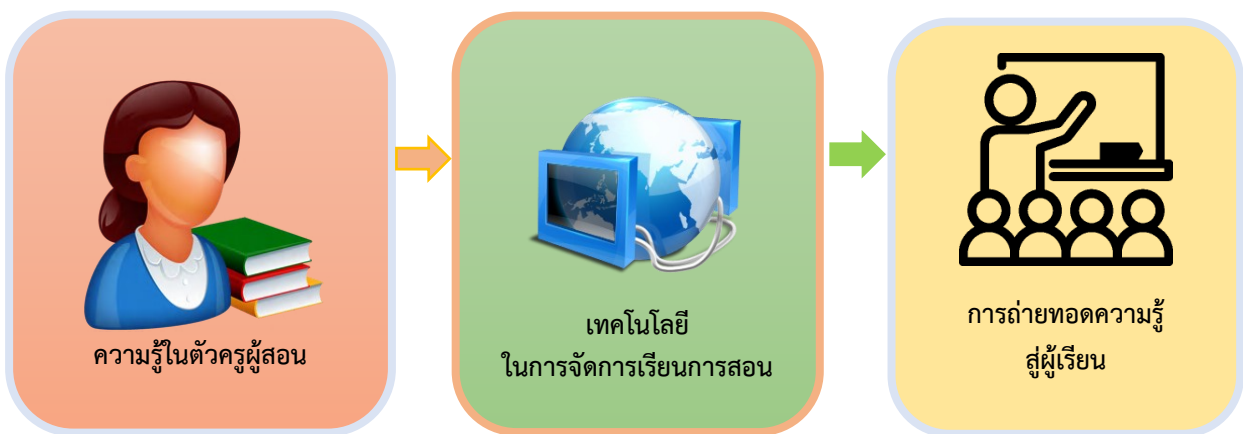 ความรู้ในตัวครูผู้สอน
เทคโนโลยี
ในการจัดการเรียนการสอน
การถ่ายทอดความรู้
สู่ผู้เรียน